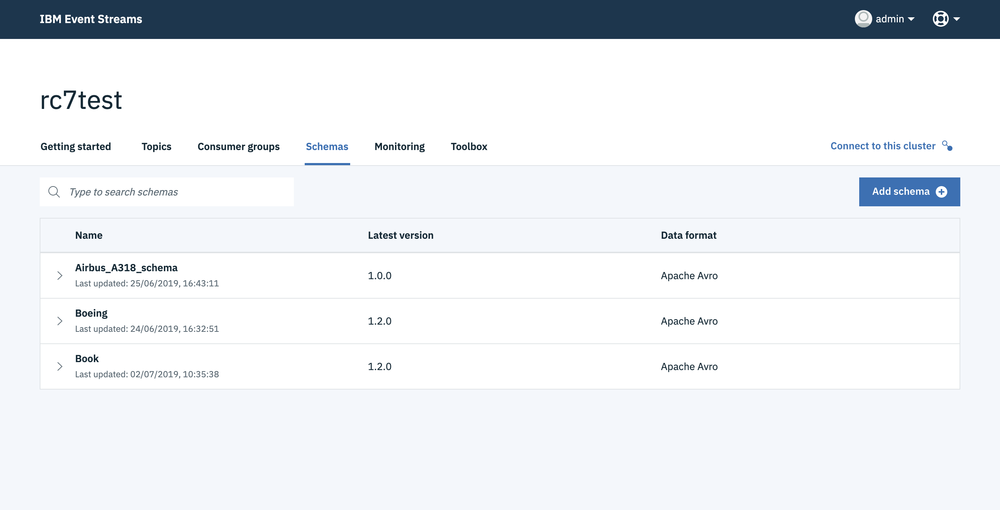 IBM Event Streams
admin
rc7test
Getting started Topics Consumer groups Schemas Monitoring Toolbox Connect to this cluster
Type to search schemas
Add schema
Name Latest version Data format
Airbus_A318_schema
Last updated: 25/06/2019, 16:43:11
1.0.0
Apache Avro
Boeing
Last updated: 24/06/2019, 16:32:51
1.2.0
Apache Avro
Book
Last updated: 02/07/2019, 10:35:38
1.2.0
Apache Avro